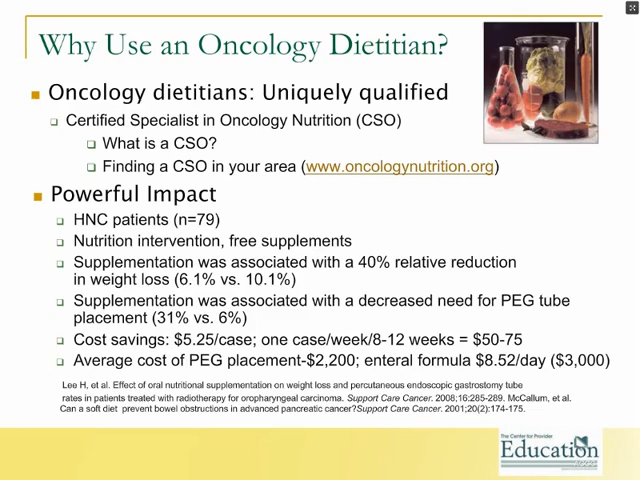 Why Use an Oncology Dietitian?
Oncology dietitians: Uniquely qualified
Certified Specialist in Oncology Nutrition (CSO)
What is a CSO?
Finding a CSO in your area (www.oncologynutrition.org)
Powerful Impact
HNC patients (n=79)
Nutrition intervention, free supplements
Supplementation was associated with a 40% relative reduction
in weight loss (6.1% vs. 10.1%)
Supplementation was associated with a decreased need for PEG tube
placement (31% vs. 6%)
Cost savings: $5.25/case; one case/week/8-12 weeks = $50-75
Average cost of PEG placement-$2,200; enteral formula $8.52/day ($3,000)
Lee H, et al. Effect of oral nutritional supplementation on weight loss and percutaneous endoscopic gastrostomy tube
rates in patients treated with radiotherapy for oropharyngeal carcinoma. Support Care Cancer. 2008;16:285-289. McCallum, et al.
Can a soft diet prevent bowel obstructions in advanced pancreatic cancer?Support Care Cancer. 2001;20(2):174-175.
The Center for Provider
Education